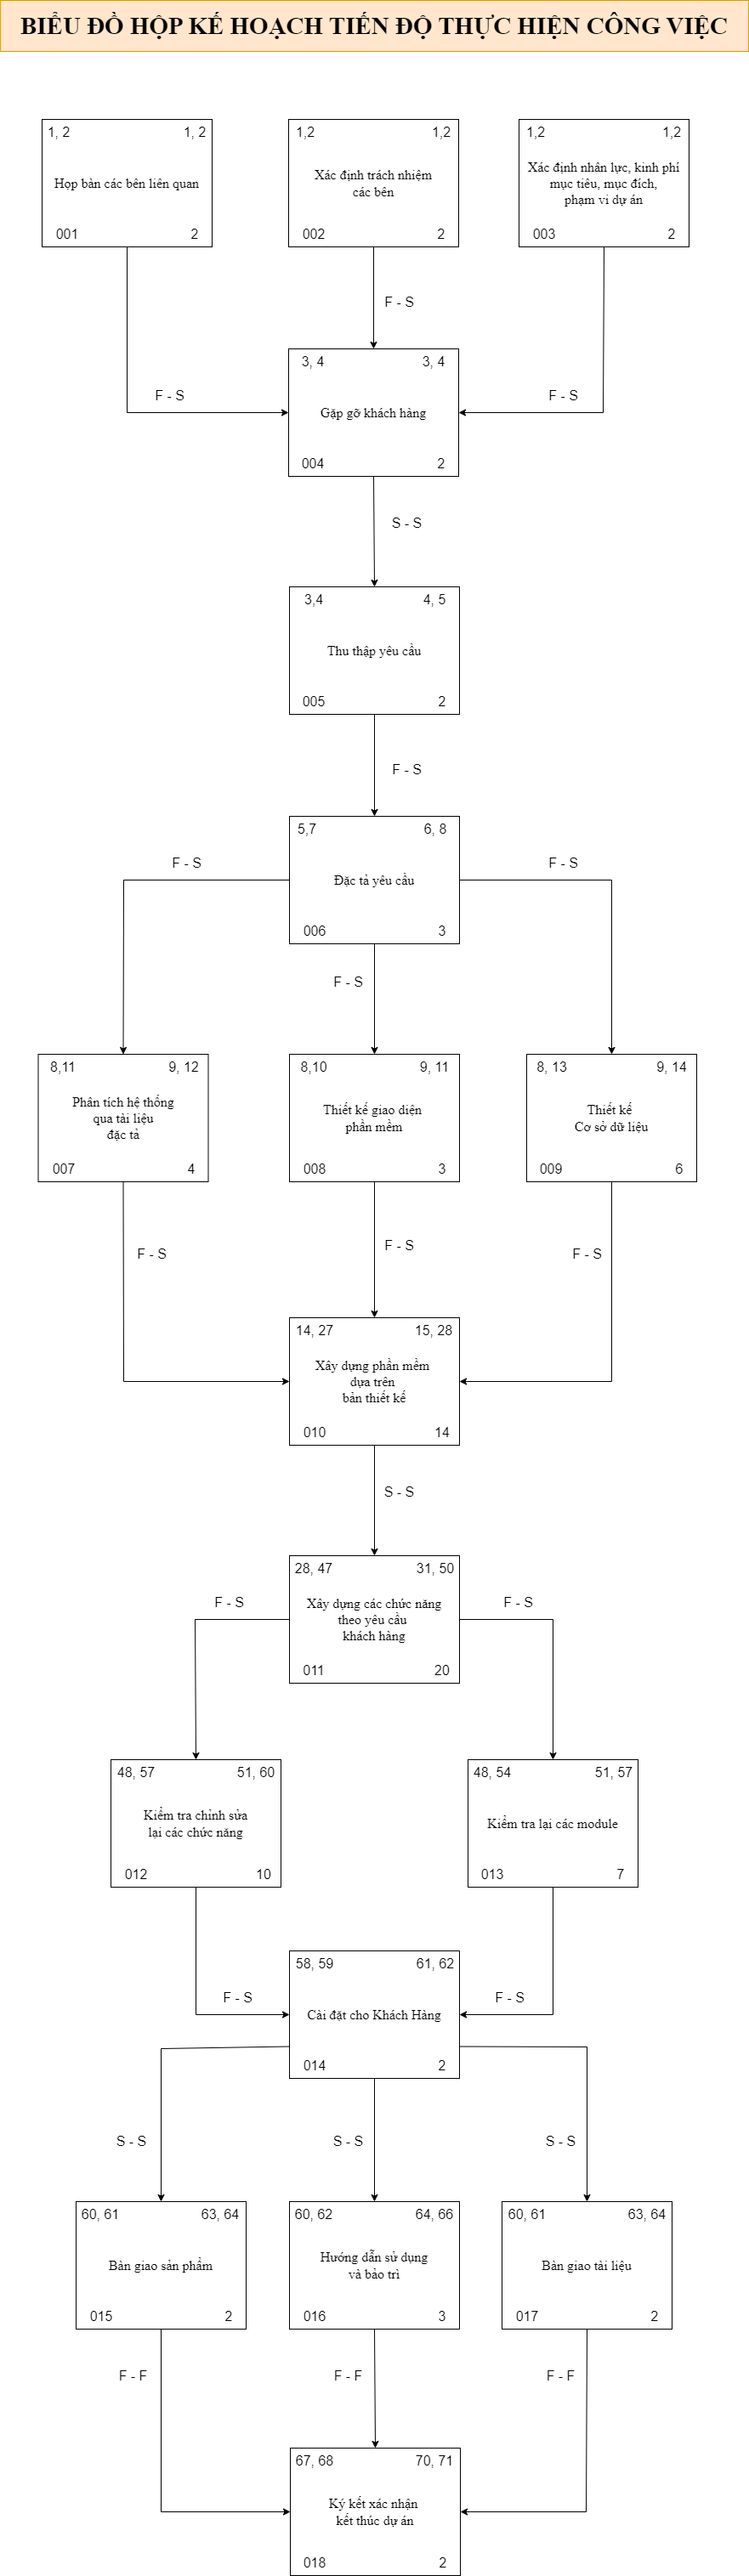 BIỂU ĐỒ HỘP KẾ HOẠCH TIẾN ĐỘ THỰC HIỆN CÔNG VIỆC
1, 2 1, 2
Họp bàn các bên liên quan
001 2
1,2 1,2
Xác định trách nhiệm
các bên
002 2
1,2 1,2
Xác định nhân lực, kinh phí
mục tiêu, mục đích,
phạm vi dự án
003 2
F - S
F - S
F - S
3, 4 3, 4
Gặp gỡ khách hàng
004 2
S - S
3,4 4, 5
Thu thập yêu cầu
005 2
F - S
5,7 6, 8
Đặc tả yêu cầu
006 3
F - S
F - S
F - S
8,11 9, 12
Phân tích hệ thống
qua tài liệu
đặc tả
007 4
8,10 9, 11
Thiết kế giao diện
phần mềm
008 3
8, 13 9, 14
Thiết kế
Cơ sở dữ liệu
009 6
F - S
F - S
F - S
14, 27 15, 28
Xây dựng phần mềm
dựa trên
bản thiết kế
010 14
S - S
28, 47 31, 50
Xây dựng các chức năng
theo yêu cầu
khách hàng
011 20
F - S
F - S
48, 57 51, 60
Kiểm tra chỉnh sửa
lại các chức năng
012 10
48, 54 51, 57
Kiểm tra lại các module
013 7
F - S
F - S
58, 59 61, 62
Cài đặt cho Khách Hàng
014 2
S - S
S - S
S - S
60, 61 63, 64
Bàn giao sản phẩm
015 2
60, 62 64, 66
Hướng dẫn sử dụng
và bảo trì
016 3
60, 61 63, 64
Bàn giao tài liệu
017 2
F - F
F - F
F - F
67, 68 70, 71
Ký kết xác nhận
kết thúc dự án
018 2